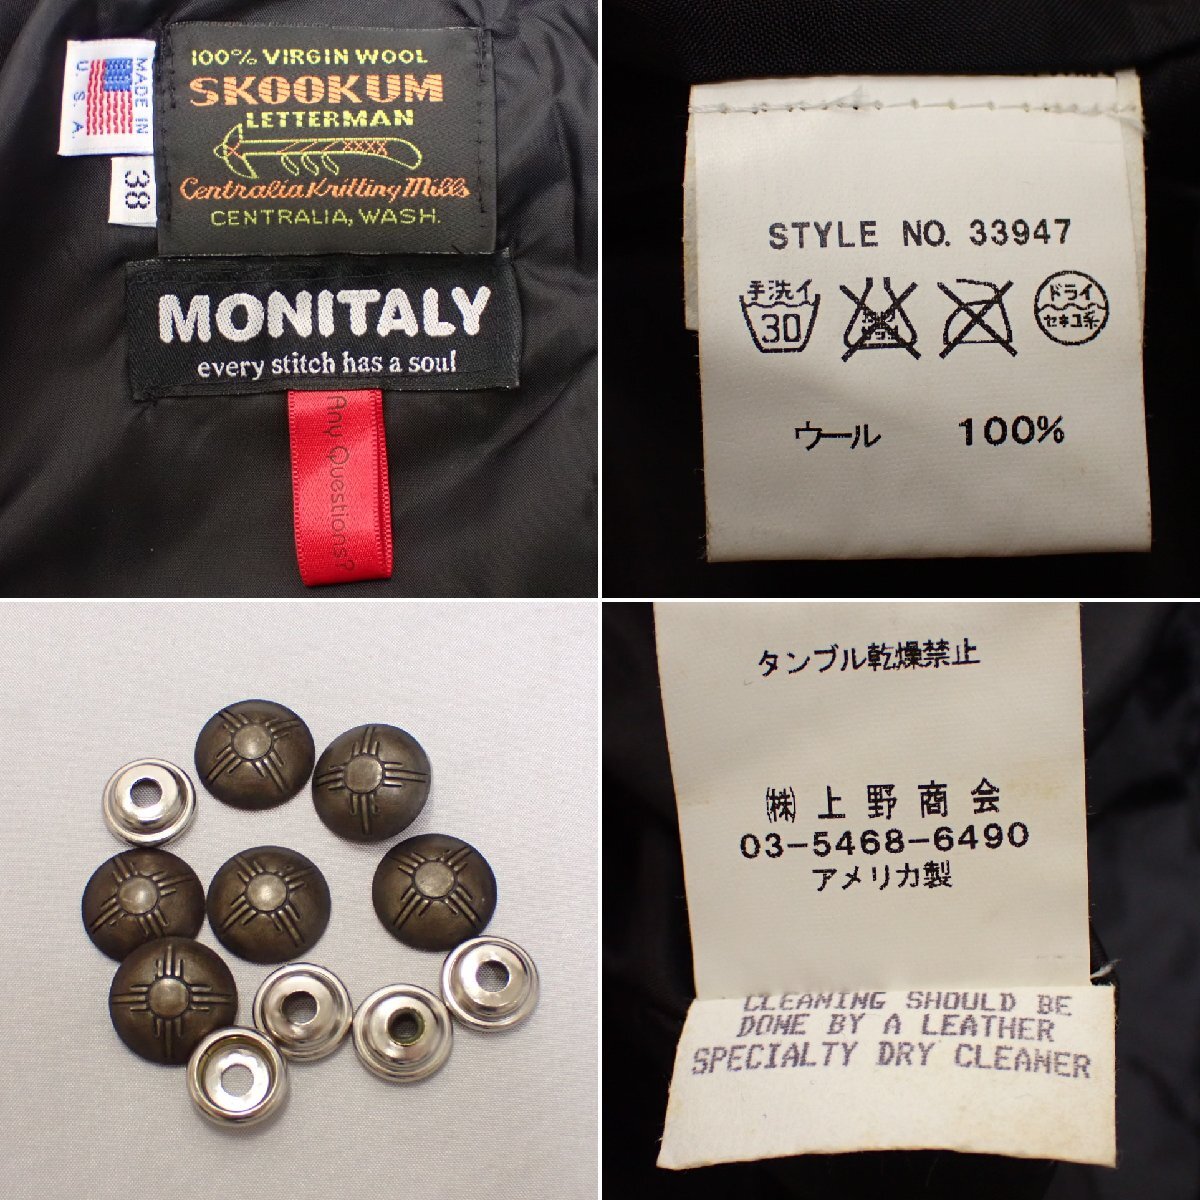 100% VIRGIN WOOL
SKOOKUM
LETTERMAN
Centralia Knitting Mills
CENTRALIA, WASH.
MADE IN
U.S.A.
38
MONITALY
every stitch has a soul
Any Questions?
STYLE NO. 33947
手洗イ
30
ドライ
セキユ系
ウール 100%
タンブル乾燥禁止
㈱ 上野商会
03-5468-6490
アメリカ製
CLEANING SHOULD BE
DONE BY A LEATHER
SPECIALTY DRY CLEANER